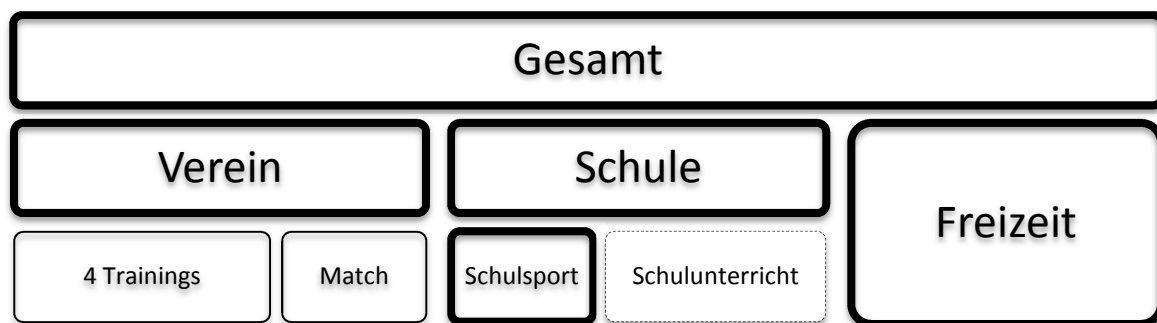 Gesamt
Verein
Schule
Freizeit
4 Trainings
Match
Schulsport
Schulunterricht